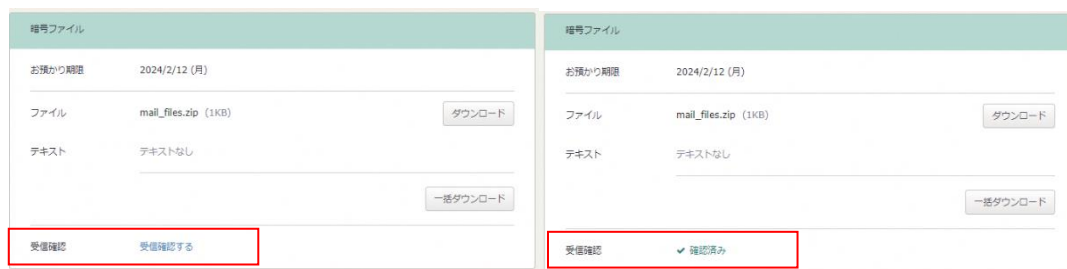 暗号ファイル
お預かり期限 2024/2/12 (月)
ファイル mail_files.zip (1KB) ダウンロード
テキスト テキストなし
一括ダウンロード
受信確認 受信確認する
暗号ファイル
お預かり期限 2024/2/12 (月)
ファイル mail_files.zip (1KB) ダウンロード
テキスト テキストなし
一括ダウンロード
受信確認 ✔ 確認済み